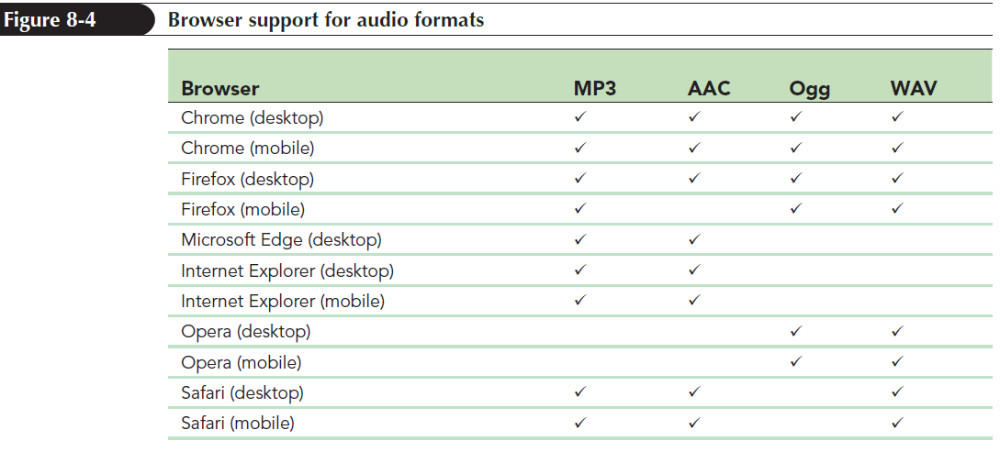 Figure 8-4 Browser support for audio formats
Browser MP3 AAC Ogg WAV
Chrome (desktop) ✓ ✓ ✓ ✓
Chrome (mobile) ✓ ✓ ✓ ✓
Firefox (desktop) ✓ ✓ ✓ ✓
Firefox (mobile) ✓ ✓ ✓
Microsoft Edge (desktop) ✓ ✓
Internet Explorer (desktop) ✓ ✓
Internet Explorer (mobile) ✓ ✓
Opera (desktop) ✓ ✓
Opera (mobile) ✓ ✓
Safari (desktop) ✓ ✓ ✓
Safari (mobile) ✓ ✓ ✓